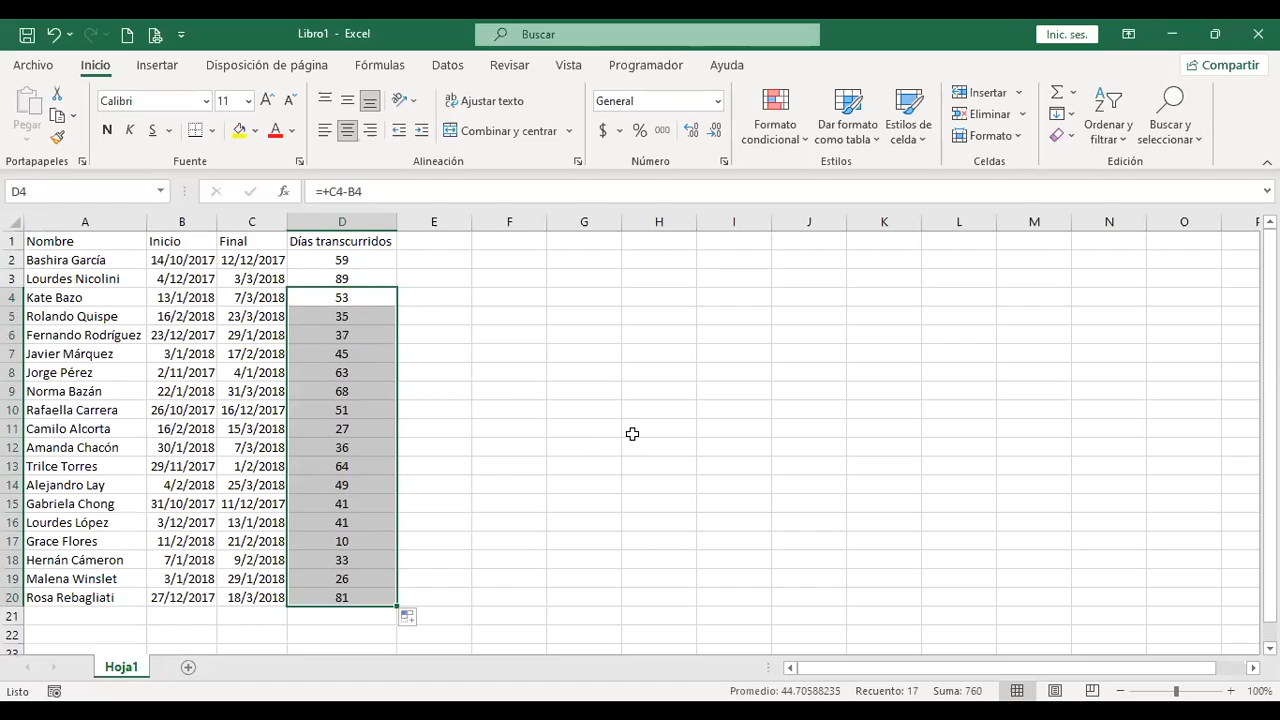 Libro1 - Excel
Buscar
Inic. ses.
Archivo Inicio Insertar Disposición de página Fórmulas Datos Revisar Vista Programador Ayuda Compartir
Pegar
Calibri 11
N K S
Ajustar texto
Combinar y centrar
General
$ % 000
Formato condicional
Dar formato como tabla
Estilos de celda
Insertar
Eliminar
Formato
Ordenar y filtrar
Buscar y seleccionar
Portapapeles Fuente Alineación Número Estilos Celdas Edición
D4 fx =+C4-B4
A B C D E F G H I J K L M N O P
1 Nombre Inicio Final Días transcurridos
2 Bashira García 14/10/2017 12/12/2017 59
3 Lourdes Nicolini 4/12/2017 3/3/2018 89
4 Kate Bazo 13/1/2018 7/3/2018 53
5 Rolando Quispe 16/2/2018 23/3/2018 35
6 Fernando Rodríguez 23/12/2017 29/1/2018 37
7 Javier Márquez 3/1/2018 17/2/2018 45
8 Jorge Pérez 2/11/2017 4/1/2018 63
9 Norma Bazán 22/1/2018 31/3/2018 68
10 Rafaella Carrera 26/10/2017 16/12/2017 51
11 Camilo Alcorta 16/2/2018 15/3/2018 27
12 Amanda Chacón 30/1/2018 7/3/2018 36
13 Trilce Torres 29/11/2017 1/2/2018 64
14 Alejandro Lay 4/2/2018 25/3/2018 49
15 Gabriela Chong 31/10/2017 11/12/2017 41
16 Lourdes López 3/12/2017 13/1/2018 41
17 Grace Flores 11/2/2018 21/2/2018 10
18 Hernán Cámeron 7/1/2018 9/2/2018 33
19 Malena Winslet 3/1/2018 29/1/2018 26
20 Rosa Rebagliati 27/12/2017 18/3/2018 81
21
22
23
Hoja1
Listo Promedio: 44.70588235 Recuento: 17 Suma: 760 100%